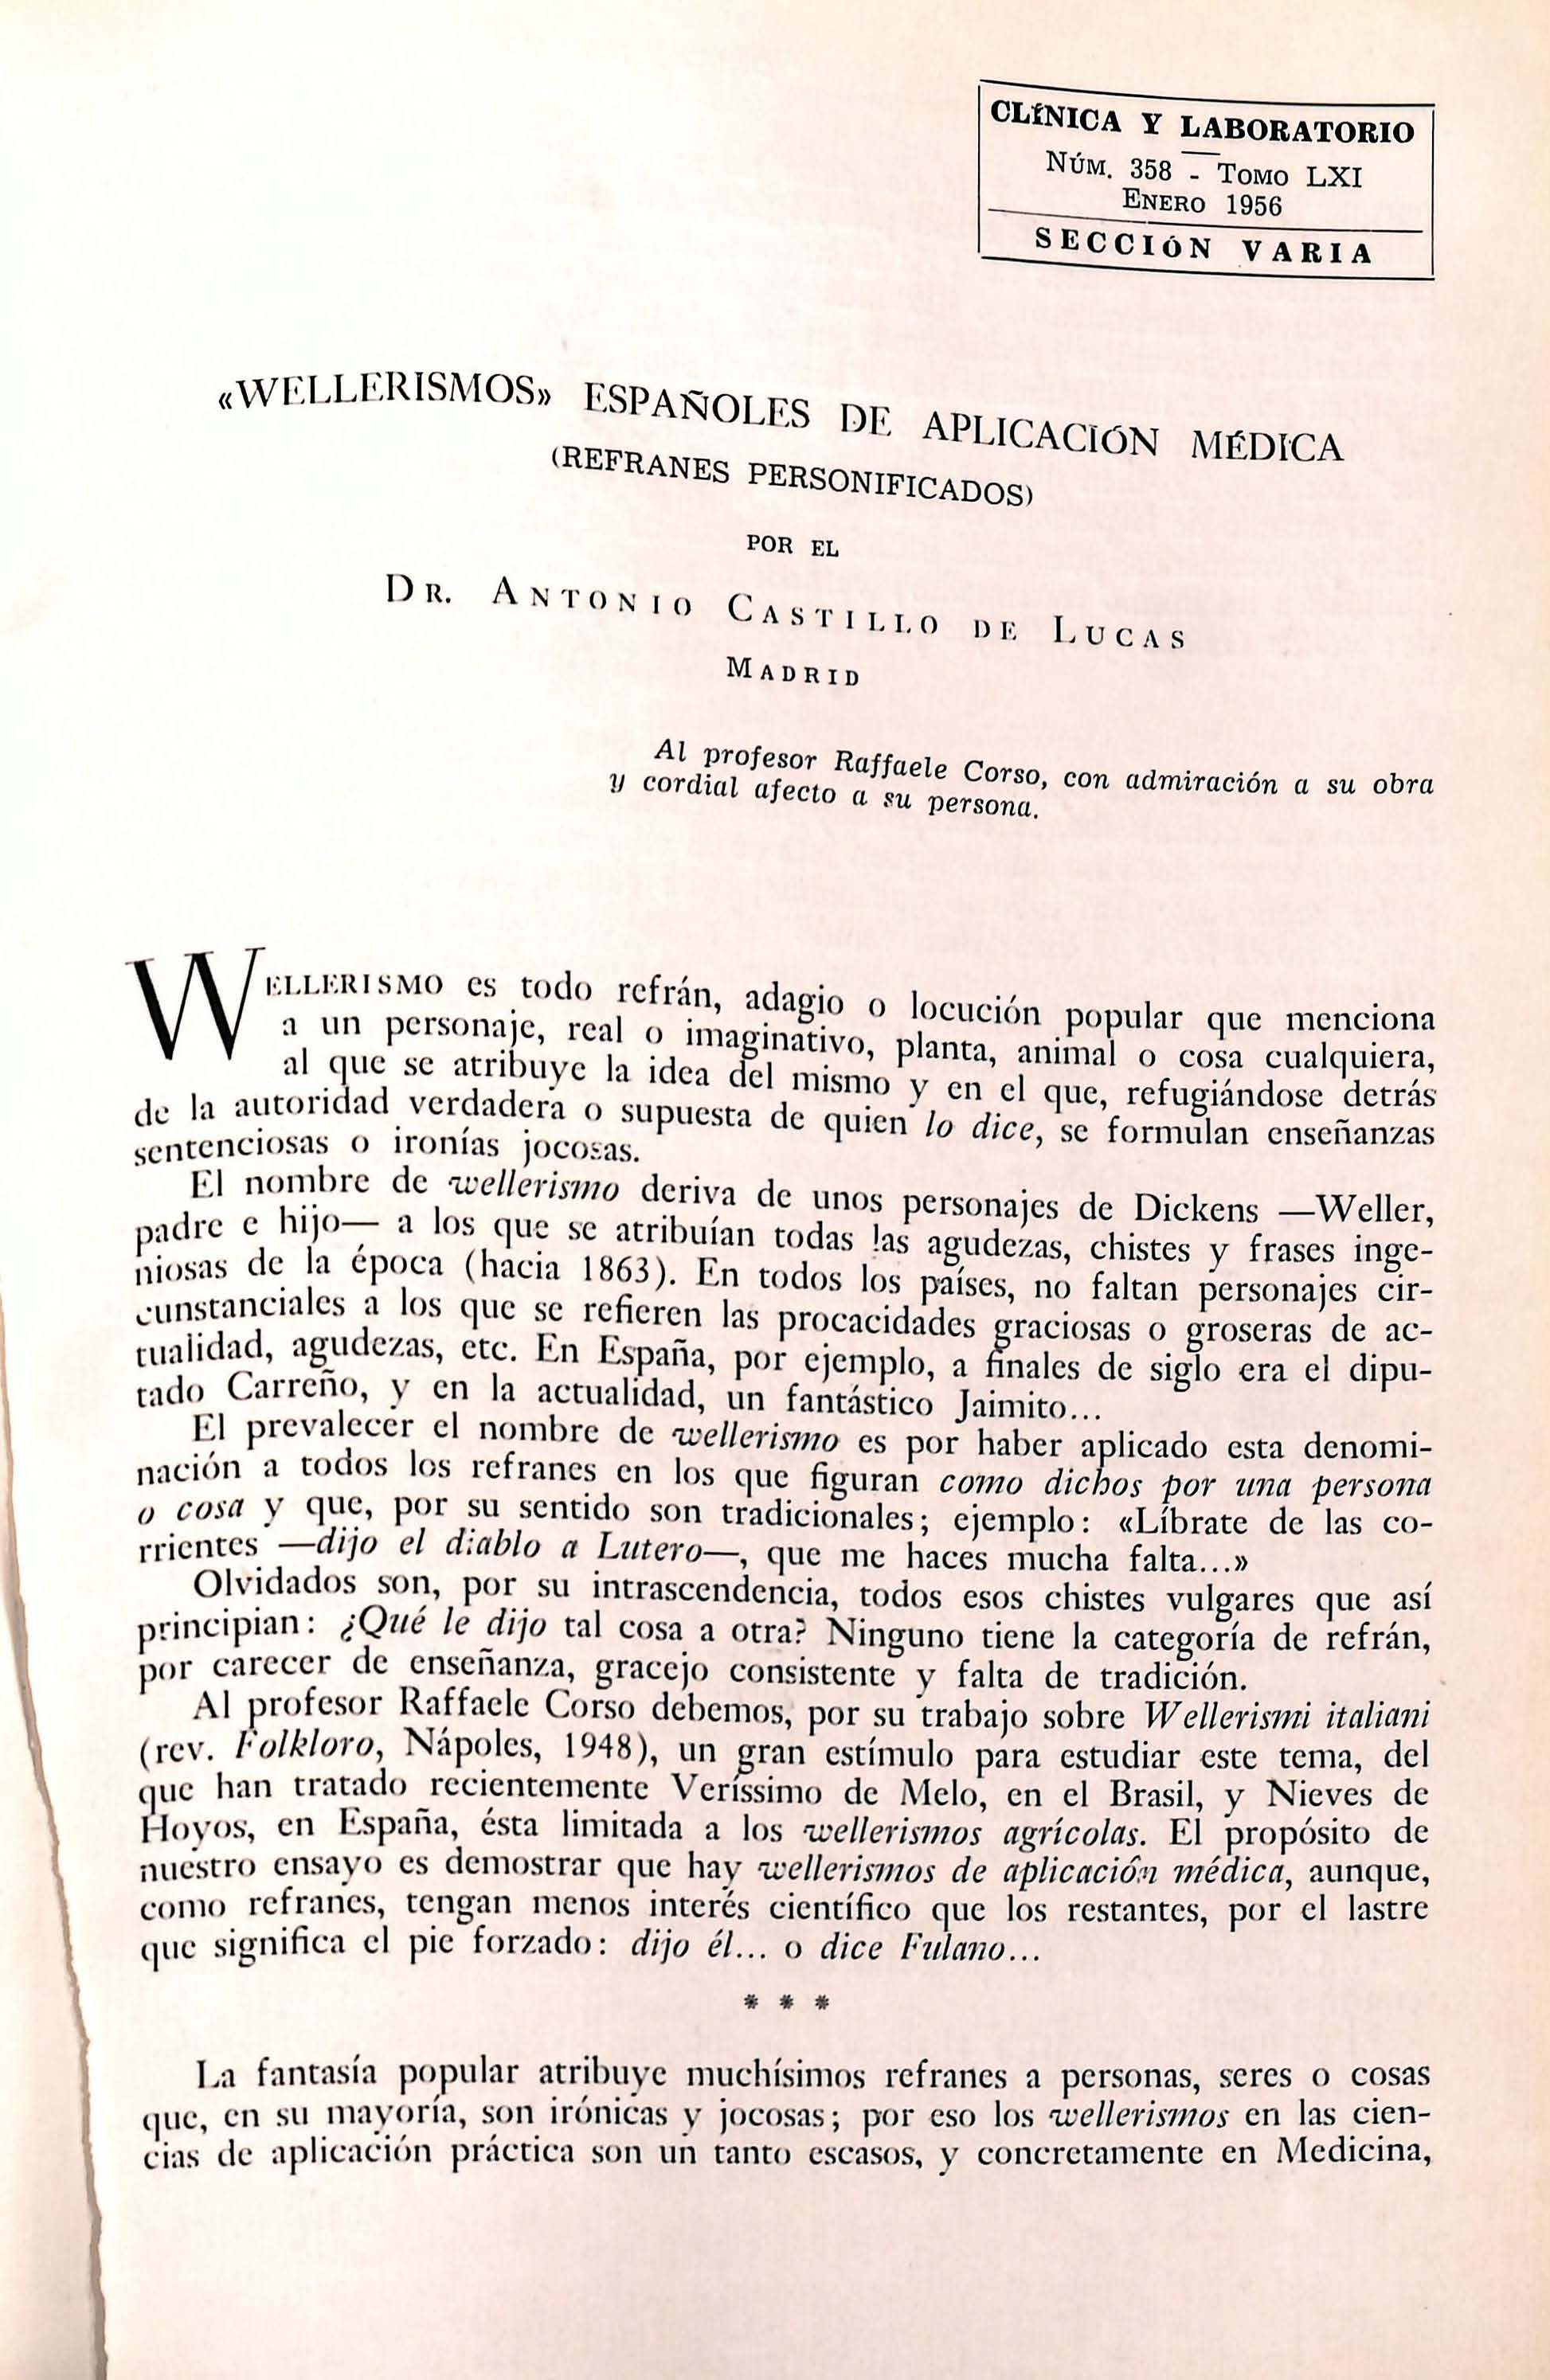 CLÍNICA Y LABORATORIO
NÚM. 358 - TOMO LXI
ENERO 1956
SECCIÓN VARIA
«WELLERISMOS» ESPAÑOLES DE APLICACIÓN MÉDICA
(REFRANES PERSONIFICADOS)
POR EL
DR. ANTONIO CASTILLO DE LUCAS
MADRID
Al profesor Raffaele Corso, con admiración a su obra
y cordial afecto a su persona.
WELLERISMO es todo refrán, adagio o locución popular que menciona
a un personaje, real o imaginativo, planta, animal o cosa cualquiera,
al que se atribuye la idea del mismo y en el que, refugiándose detrás
de la autoridad verdadera o supuesta de quien lo dice, se formulan enseñanzas
sentenciosas o ironías jocosas.
El nombre de wellerismo deriva de unos personajes de Dickens —Weller,
padre e hijo— a los que se atribuían todas las agudezas, chistes y frases inge-
niosas de la época (hacia 1863). En todos los países, no faltan personajes cir-
cunstanciales a los que se refieren las procacidades graciosas o groseras de ac-
tualidad, agudezas, etc. En España, por ejemplo, a finales de siglo era el dipu-
tado Carreño, y en la actualidad, un fantástico Jaimito...
El prevalecer el nombre de wellerismo es por haber aplicado esta denomi-
nación a todos los refranes en los que figuran como dichos por una persona
o cosa y que, por su sentido son tradicionales; ejemplo: «Líbrate de las co-
rrientes —dijo el diablo a Lutero—, que me haces mucha falta...»
Olvidados son, por su intrascendencia, todos esos chistes vulgares que así
principian: ¿Qué le dijo tal cosa a otra? Ninguno tiene la categoría de refrán,
por carecer de enseñanza, gracejo consistente y falta de tradición.
Al profesor Raffaele Corso debemos, por su trabajo sobre Wellerismi italiani
(rev. Folkloro, Nápoles, 1948), un gran estímulo para estudiar este tema, del
que han tratado recientemente Veríssimo de Melo, en el Brasil, y Nieves de
Hoyos, en España, ésta limitada a los wellerismos agrícolas. El propósito de
nuestro ensayo es demostrar que hay wellerismos de aplicación médica, aunque,
como refranes, tengan menos interés científico que los restantes, por el lastre
que significa el pie forzado: dijo él... o dice Fulano...
* * *
La fantasía popular atribuye muchísimos refranes a personas, seres o cosas
que, en su mayoría, son irónicas y jocosas; por eso los wellerismos en las cien-
cias de aplicación práctica son un tanto escasos, y concretamente en Medicina,